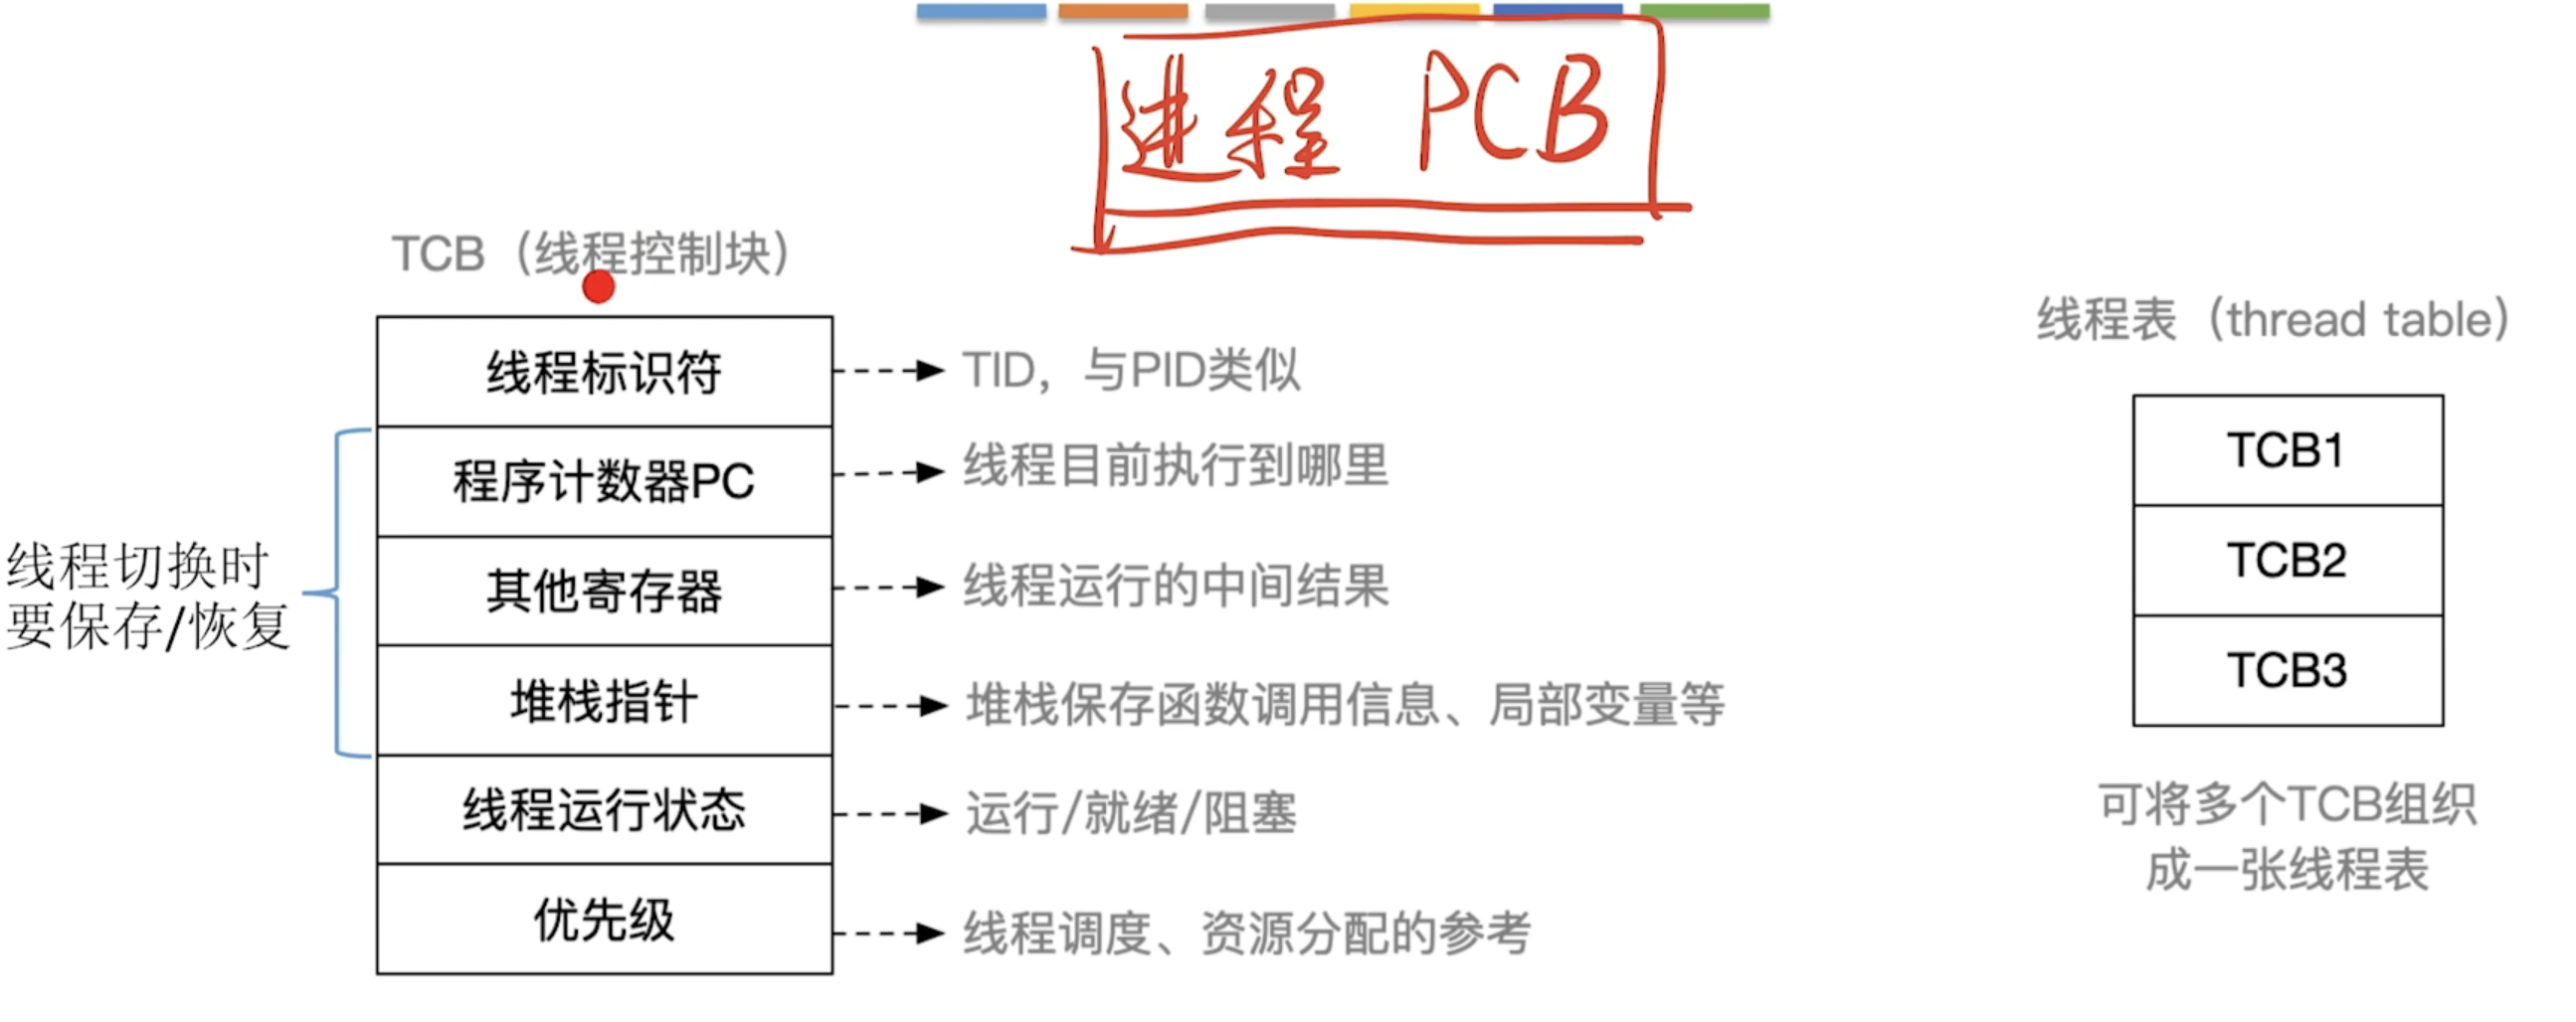 进程 PCB
TCB（线程控制块）
线程标识符
TID，与PID类似
程序计数器PC
线程目前执行到哪里
其他寄存器
线程运行的中间结果
堆栈指针
堆栈保存函数调用信息、局部变量等
线程运行状态
运行/就绪/阻塞
优先级
线程调度、资源分配的参考
线程切换时
要保存/恢复
线程表（thread table）
TCB1
TCB2
TCB3
可将多个TCB组织
成一张线程表